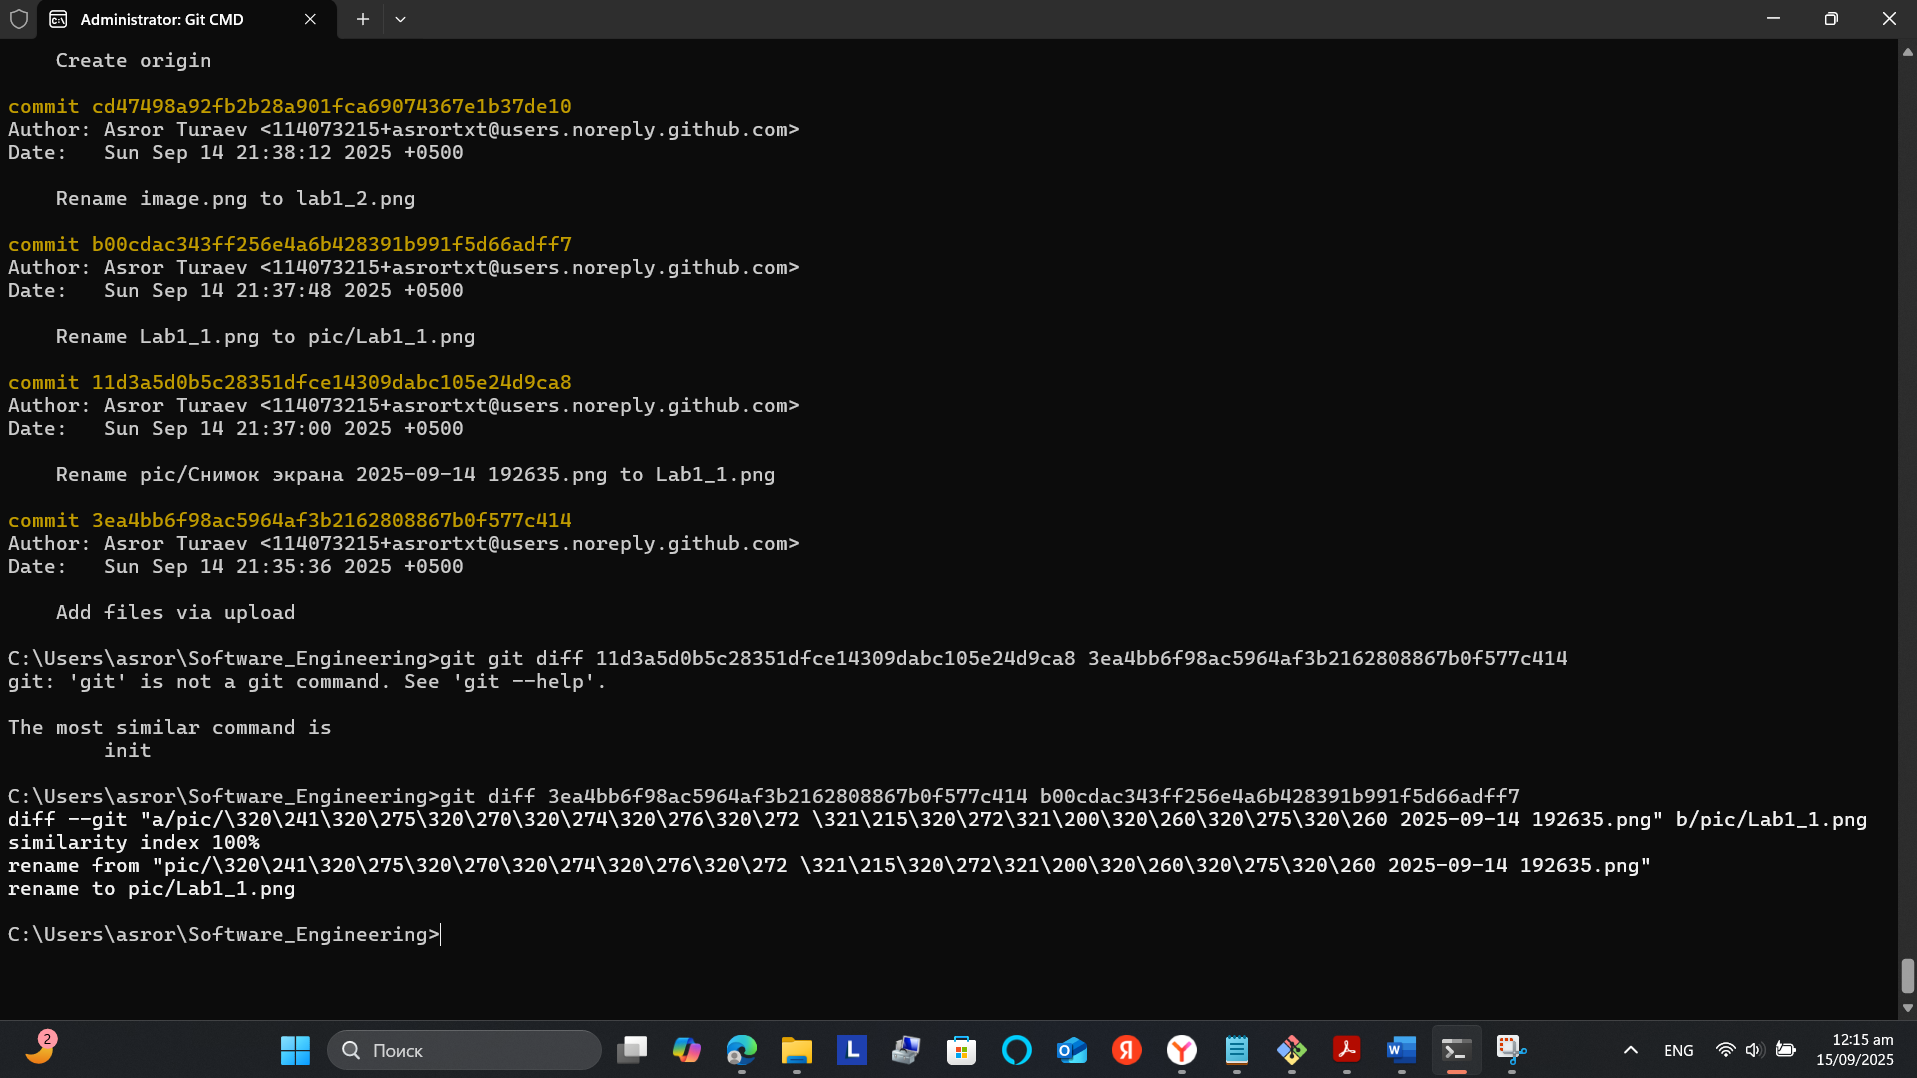 Administrator: Git CMD
Create origin
commit cd47498a92fb2b28a901fca69074367e1b37de10
Author: Asror Turaev <114073215+asrortxt@users.noreply.github.com>
Date:   Sun Sep 14 21:38:12 2025 +0500
Rename image.png to lab1_2.png
commit b00cdac343ff256e4a6b428391b991f5d66adff7
Author: Asror Turaev <114073215+asrortxt@users.noreply.github.com>
Date:   Sun Sep 14 21:37:48 2025 +0500
Rename Lab1_1.png to pic/Lab1_1.png
commit 11d3a5d0b5c28351dfce14309dabc105e24d9ca8
Author: Asror Turaev <114073215+asrortxt@users.noreply.github.com>
Date:   Sun Sep 14 21:37:00 2025 +0500
Rename pic/Снимок экрана 2025-09-14 192635.png to Lab1_1.png
commit 3ea4bb6f98ac5964af3b2162808867b0f577c414
Author: Asror Turaev <114073215+asrortxt@users.noreply.github.com>
Date:   Sun Sep 14 21:35:36 2025 +0500
Add files via upload
C:\Users\asror\Software_Engineering>git git diff 11d3a5d0b5c28351dfce14309dabc105e24d9ca8 3ea4bb6f98ac5964af3b2162808867b0f577c414
git: 'git' is not a git command. See 'git --help'.
The most similar command is
init
C:\Users\asror\Software_Engineering>git diff 3ea4bb6f98ac5964af3b2162808867b0f577c414 b00cdac343ff256e4a6b428391b991f5d66adff7
diff --git "a/pic/\320\241\320\275\320\270\320\274\320\276\320\272 \321\215\320\272\321\200\320\260\320\275\320\260 2025-09-14 192635.png" b/pic/Lab1_1.png
similarity index 100%
rename from "pic/\320\241\320\275\320\270\320\274\320\276\320\272 \321\215\320\272\321\200\320\260\320\275\320\260 2025-09-14 192635.png"
rename to pic/Lab1_1.png
C:\Users\asror\Software_Engineering>
2
Поиск
L
Я
ENG
12:15 am
15/09/2025